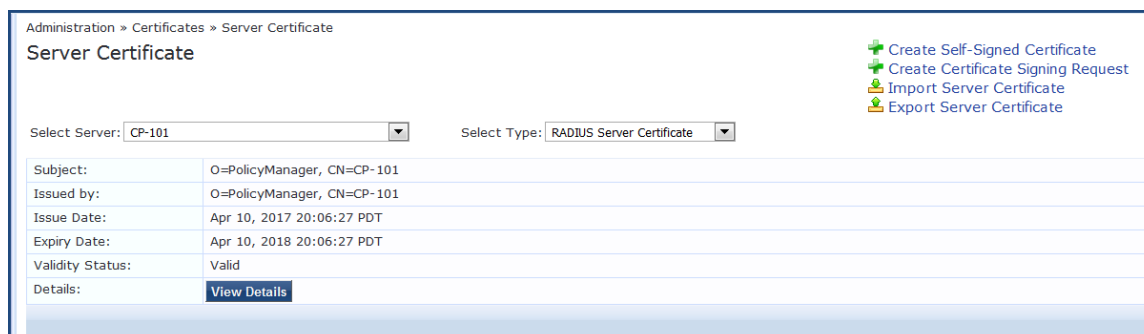 Administration » Certificates » Server Certificate
Server Certificate
Create Self-Signed Certificate
Create Certificate Signing Request
Import Server Certificate
Export Server Certificate
Select Server: CP-101 Select Type: RADIUS Server Certificate
Subject: O=PolicyManager, CN=CP-101
Issued by: O=PolicyManager, CN=CP-101
Issue Date: Apr 10, 2017 20:06:27 PDT
Expiry Date: Apr 10, 2018 20:06:27 PDT
Validity Status: Valid
Details: View Details